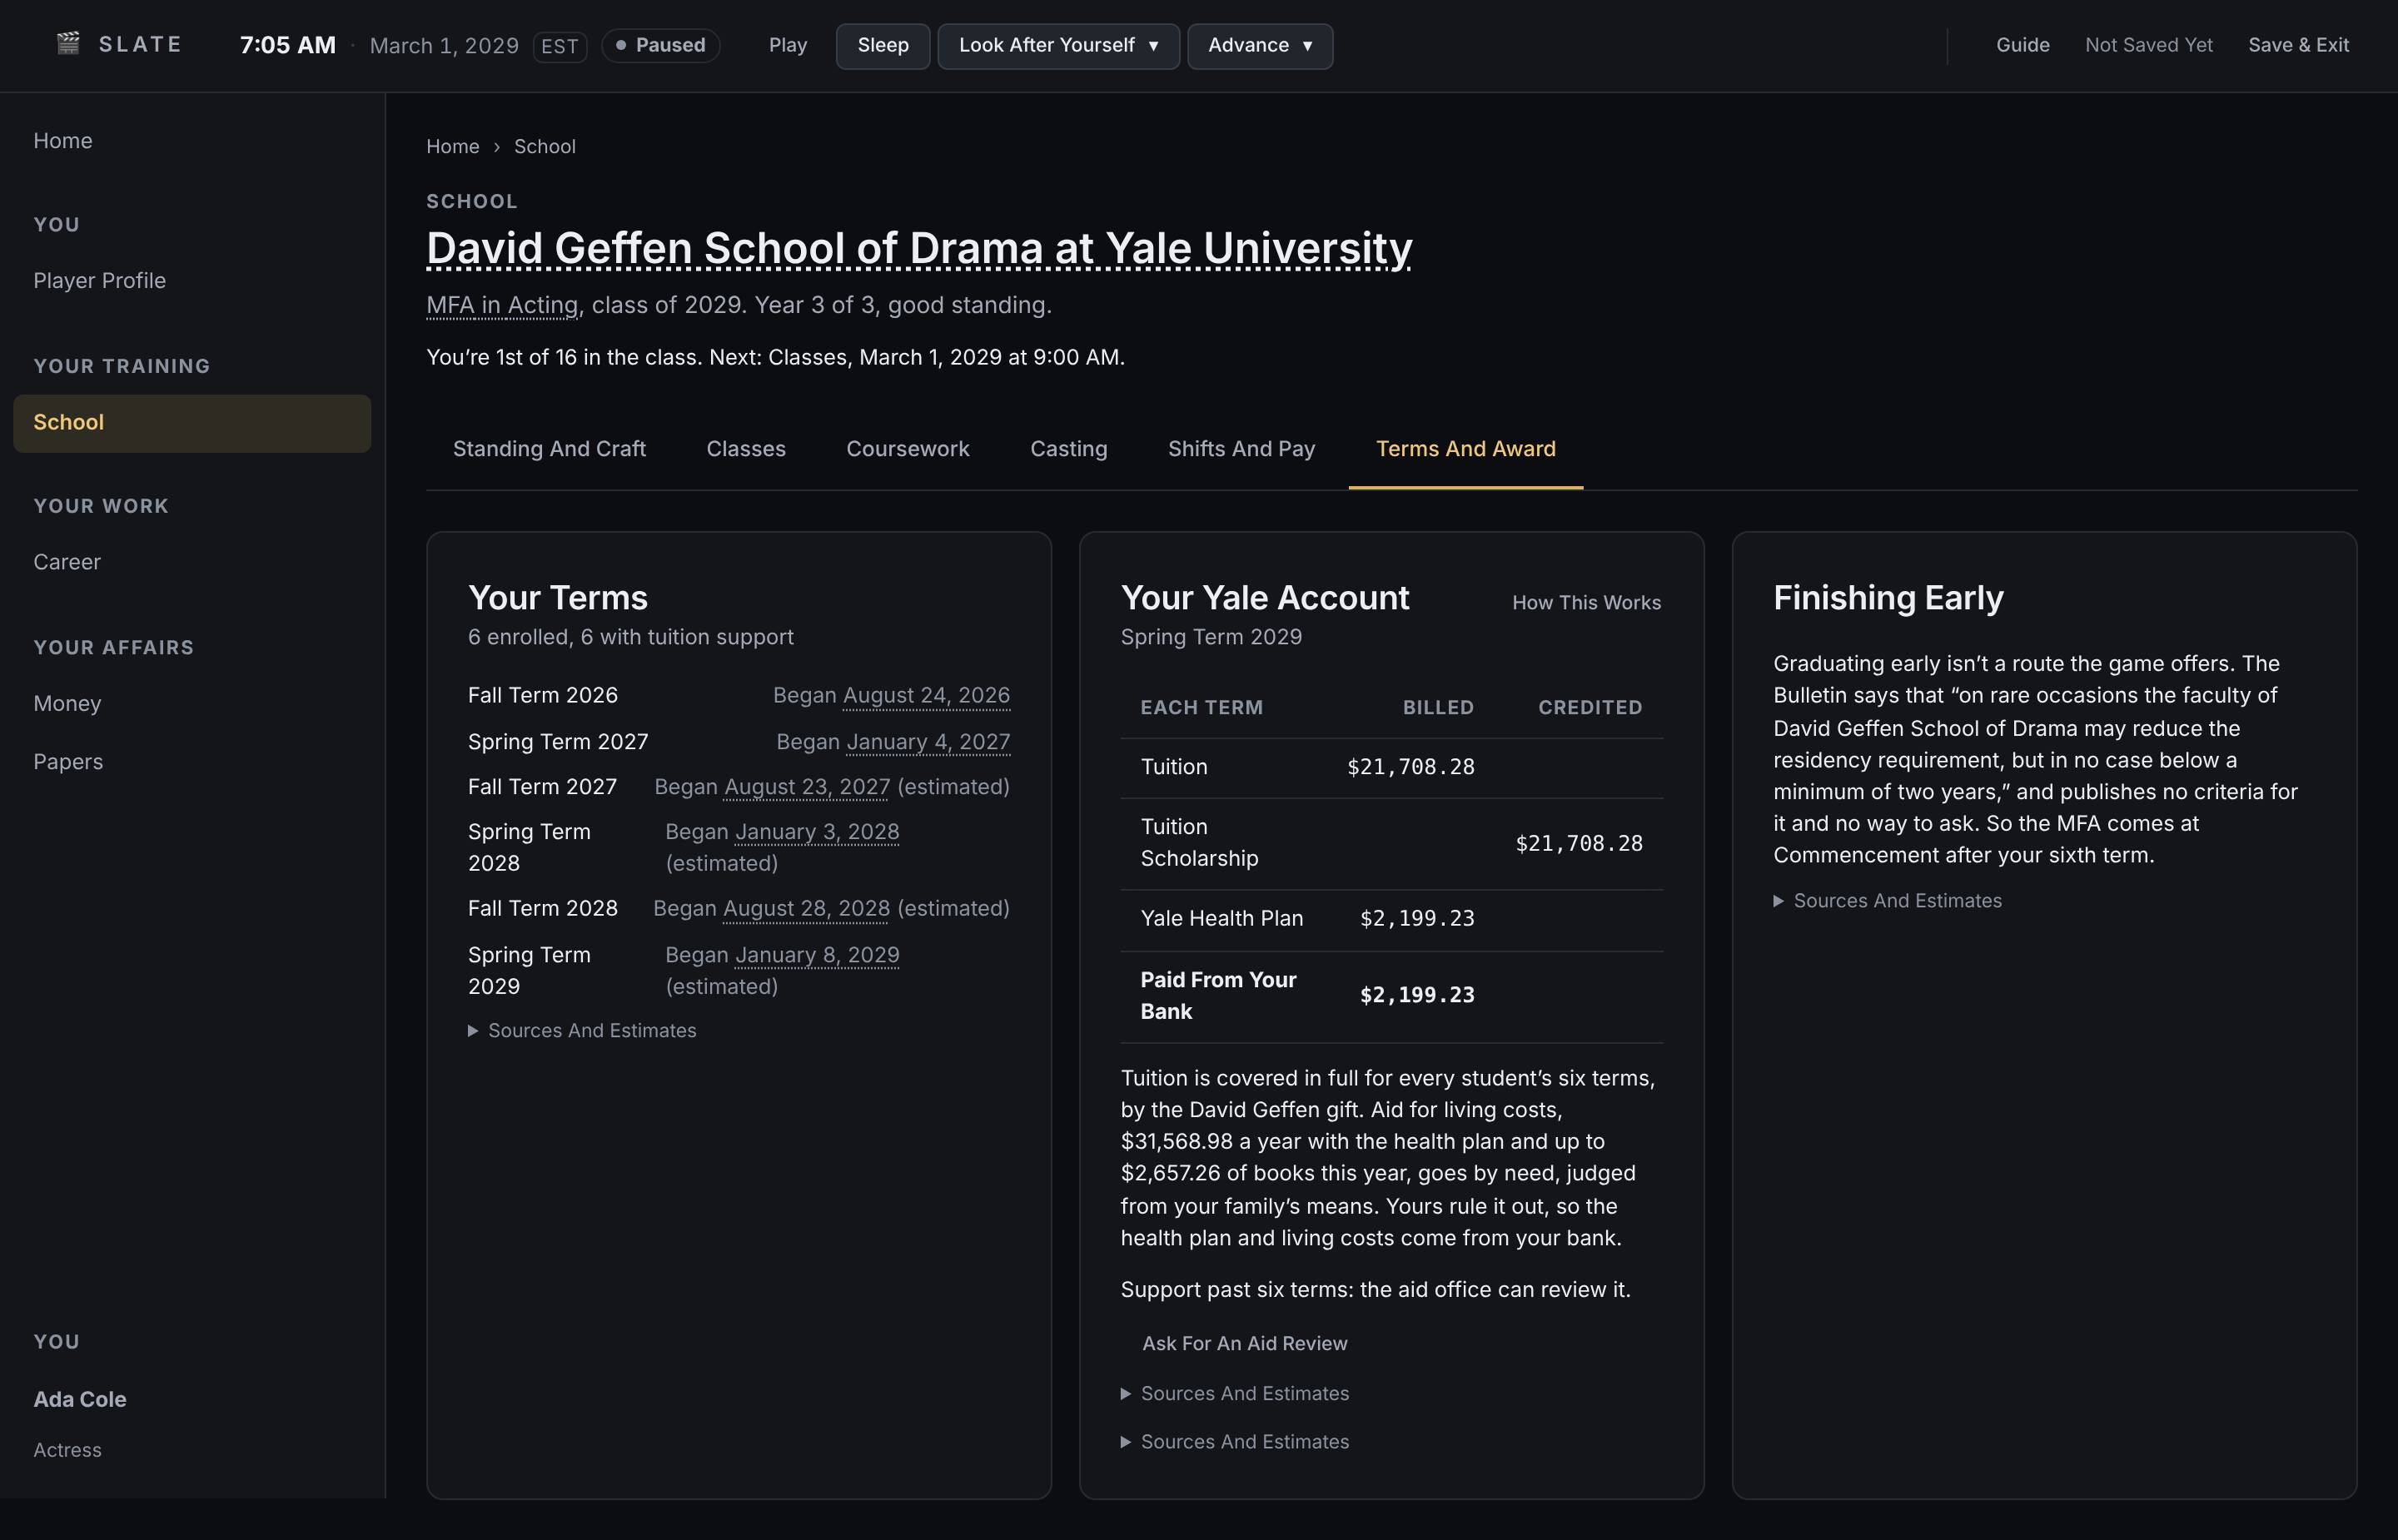 SLATE
7:05 AM · March 1, 2029 EST Paused Play Sleep Look After Yourself ▼ Advance ▼ Guide Not Saved Yet Save & Exit
Home
YOU
Player Profile
YOUR TRAINING
School
YOUR WORK
Career
YOUR AFFAIRS
Money
Papers
YOU
Ada Cole
Actress
Home › School
SCHOOL
David Geffen School of Drama at Yale University
MFA in Acting, class of 2029. Year 3 of 3, good standing.
You’re 1st of 16 in the class. Next: Classes, March 1, 2029 at 9:00 AM.
Standing And Craft Classes Coursework Casting Shifts And Pay Terms And Award
Your Terms
6 enrolled, 6 with tuition support
Fall Term 2026 Began August 24, 2026
Spring Term 2027 Began January 4, 2027
Fall Term 2027 Began August 23, 2027 (estimated)
Spring Term Began January 3, 2028
2028 (estimated)
Fall Term 2028 Began August 28, 2028 (estimated)
Spring Term Began January 8, 2029
2029 (estimated)
▶ Sources And Estimates
Your Yale Account How This Works
Spring Term 2029
EACH TERM BILLED CREDITED
Tuition $21,708.28
Tuition
Scholarship $21,708.28
Yale Health Plan $2,199.23
Paid From Your
Bank $2,199.23
Tuition is covered in full for every student’s six terms,
by the David Geffen gift. Aid for living costs,
$31,568.98 a year with the health plan and up to
$2,657.26 of books this year, goes by need, judged
from your family’s means. Yours rule it out, so the
health plan and living costs come from your bank.
Support past six terms: the aid office can review it.
Ask For An Aid Review
▶ Sources And Estimates
▶ Sources And Estimates
Finishing Early
Graduating early isn’t a route the game offers. The
Bulletin says that “on rare occasions the faculty of
David Geffen School of Drama may reduce the
residency requirement, but in no case below a
minimum of two years,” and publishes no criteria for
it and no way to ask. So the MFA comes at
Commencement after your sixth term.
▶ Sources And Estimates